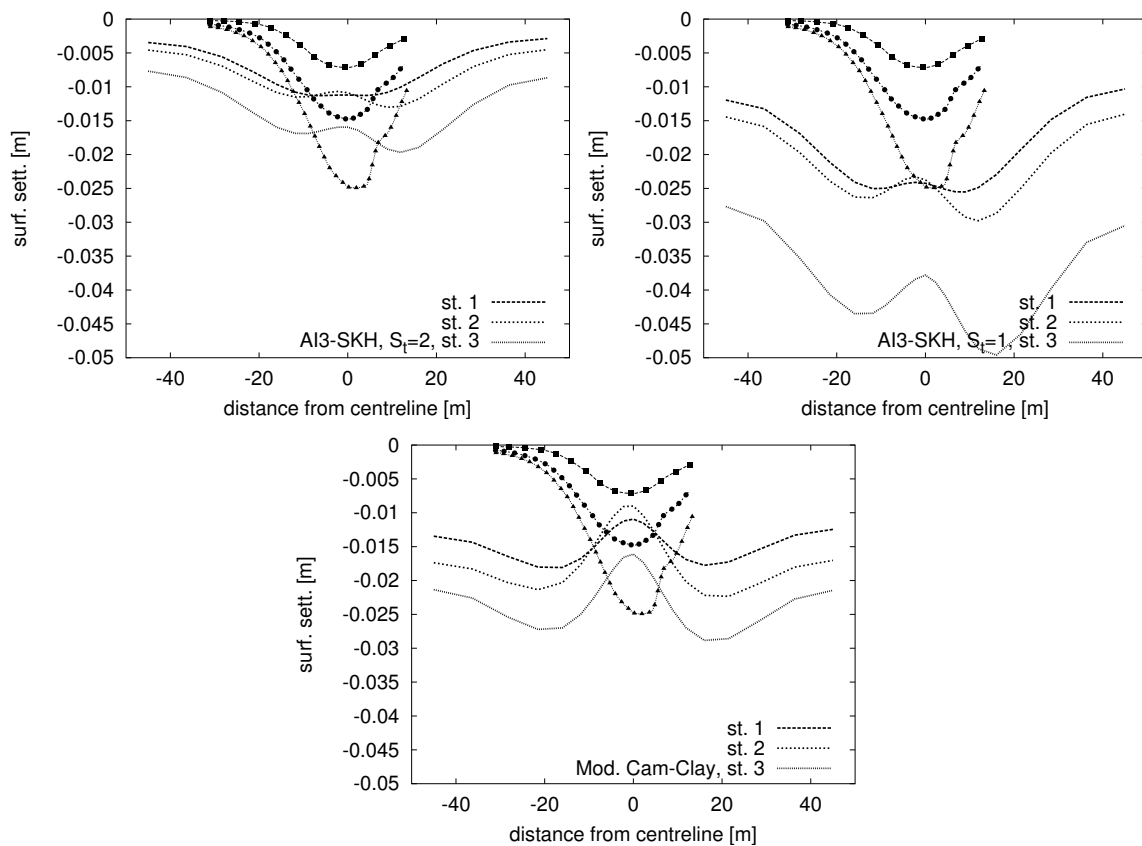 0
-0.005
-0.01
-0.015
-0.02
-0.025
-0.03
-0.035
-0.04
-0.045
-0.05
surf. sett. [m]
-40 -20 0 20 40
distance from centreline [m]
st. 1
st. 2
AI3-SKH, S_t=2, st. 3
0
-0.005
-0.01
-0.015
-0.02
-0.025
-0.03
-0.035
-0.04
-0.045
-0.05
surf. sett. [m]
-40 -20 0 20 40
distance from centreline [m]
st. 1
st. 2
AI3-SKH, S_t=1, st. 3
0
-0.005
-0.01
-0.015
-0.02
-0.025
-0.03
-0.035
-0.04
-0.045
-0.05
surf. sett. [m]
-40 -20 0 20 40
distance from centreline [m]
st. 1
st. 2
Mod. Cam-Clay, st. 3